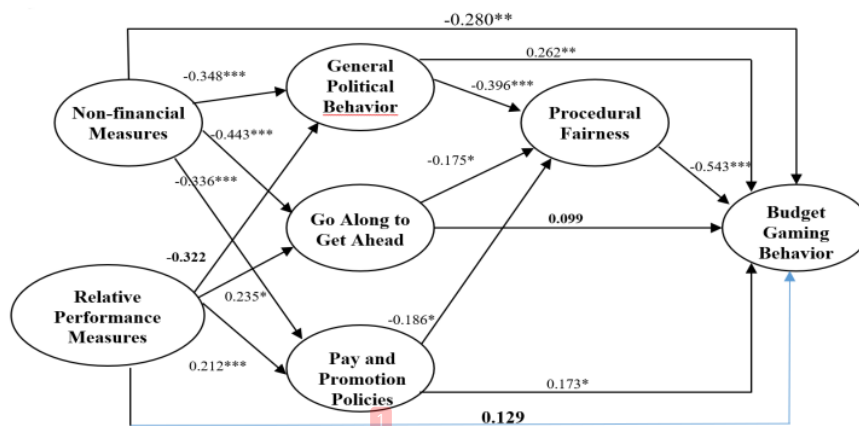 -0.280**
0.262**
General
Political
Behavior
-0.348***
-0.396***
Non-financial
Measures
Procedural
Fairness
-0.443***
-0.175*
-0.543***
-0.336***
Go Along to
Get Ahead
0.099
Budget
Gaming
Behavior
-0.322
Relative
Performance
Measures
0.235*
-0.186*
0.212***
Pay and
Promotion
Policies
0.173*
1
0.129